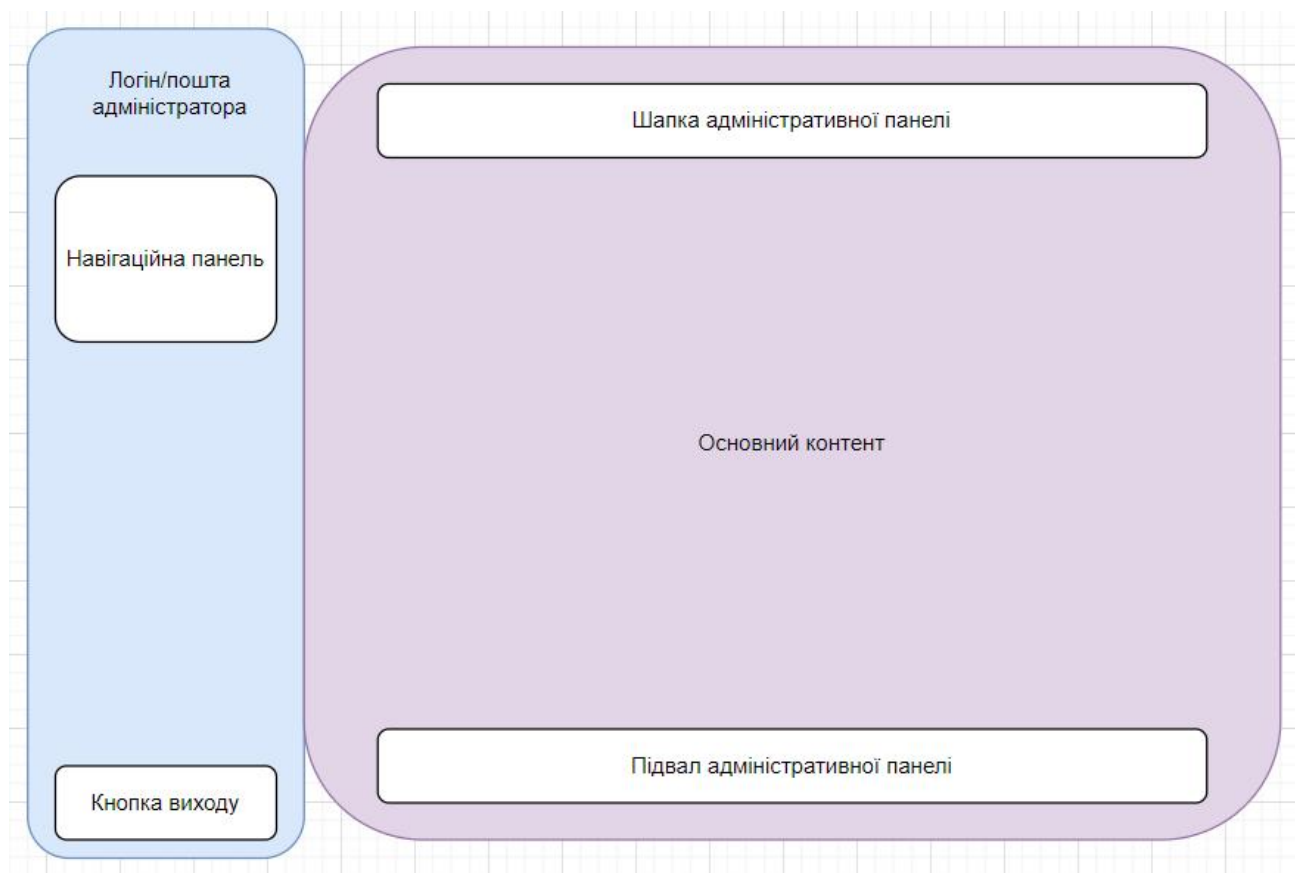 Логін/пошта
адміністратора
Шапка адміністративної панелі
Навігаційна панель
Основний контент
Підвал адміністративної панелі
Кнопка виходу